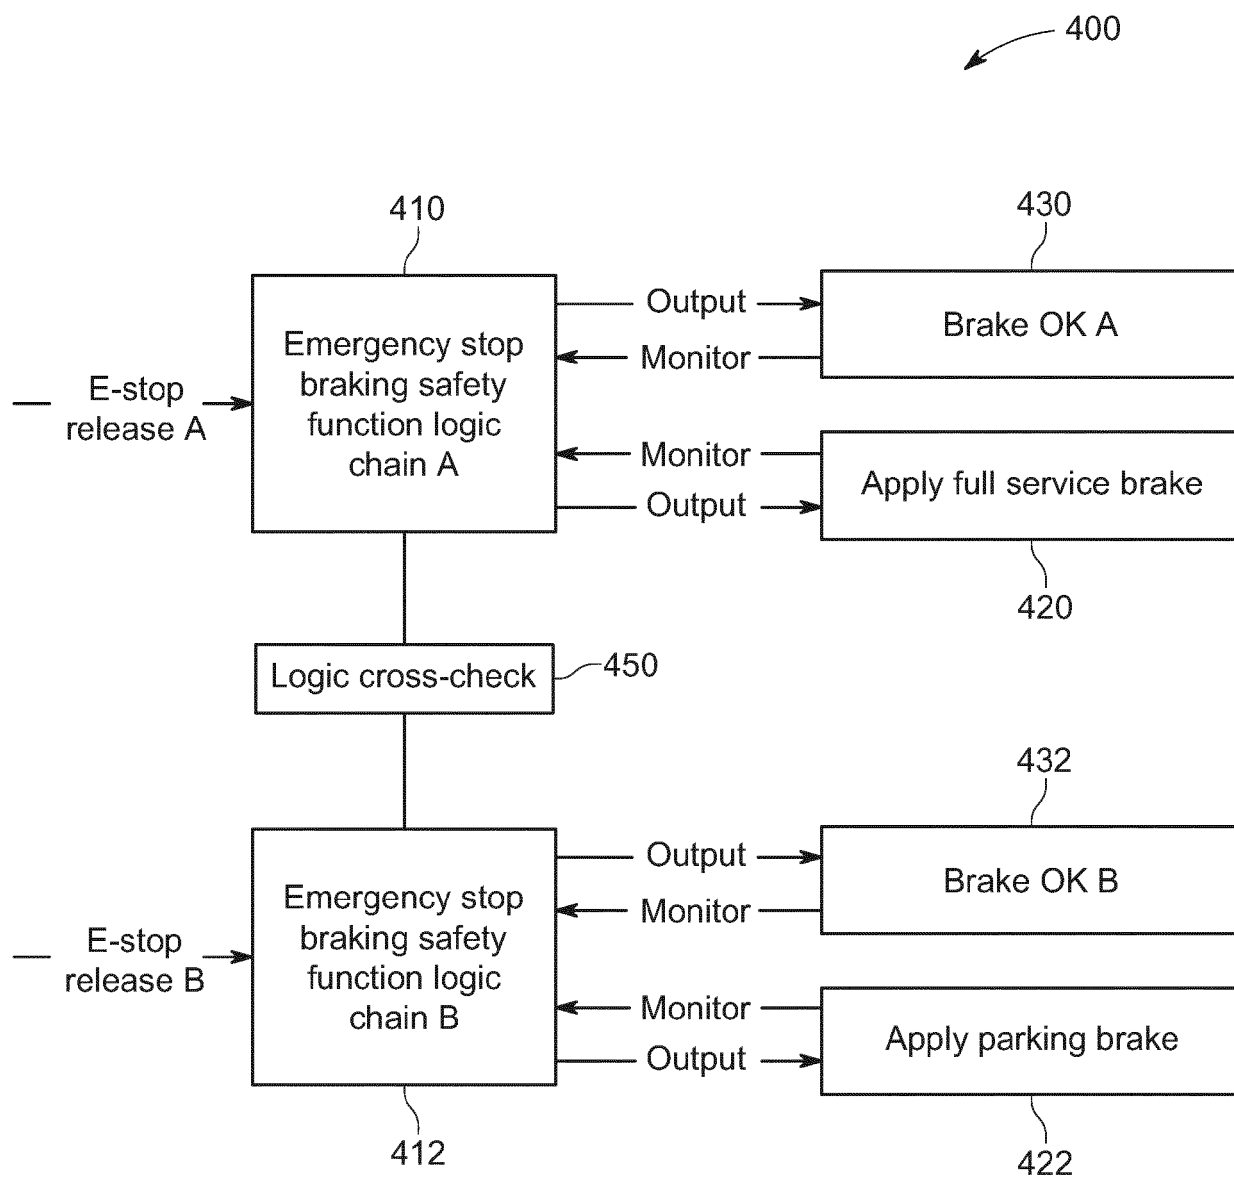 400
410
430
Emergency stop
braking safety
function logic
chain A
Output
Monitor
Brake OK A
E-stop
release A
Monitor
Output
Apply full service brake
420
Logic cross-check
450
432
Emergency stop
braking safety
function logic
chain B
Output
Monitor
Brake OK B
E-stop
release B
Monitor
Output
Apply parking brake
412
422